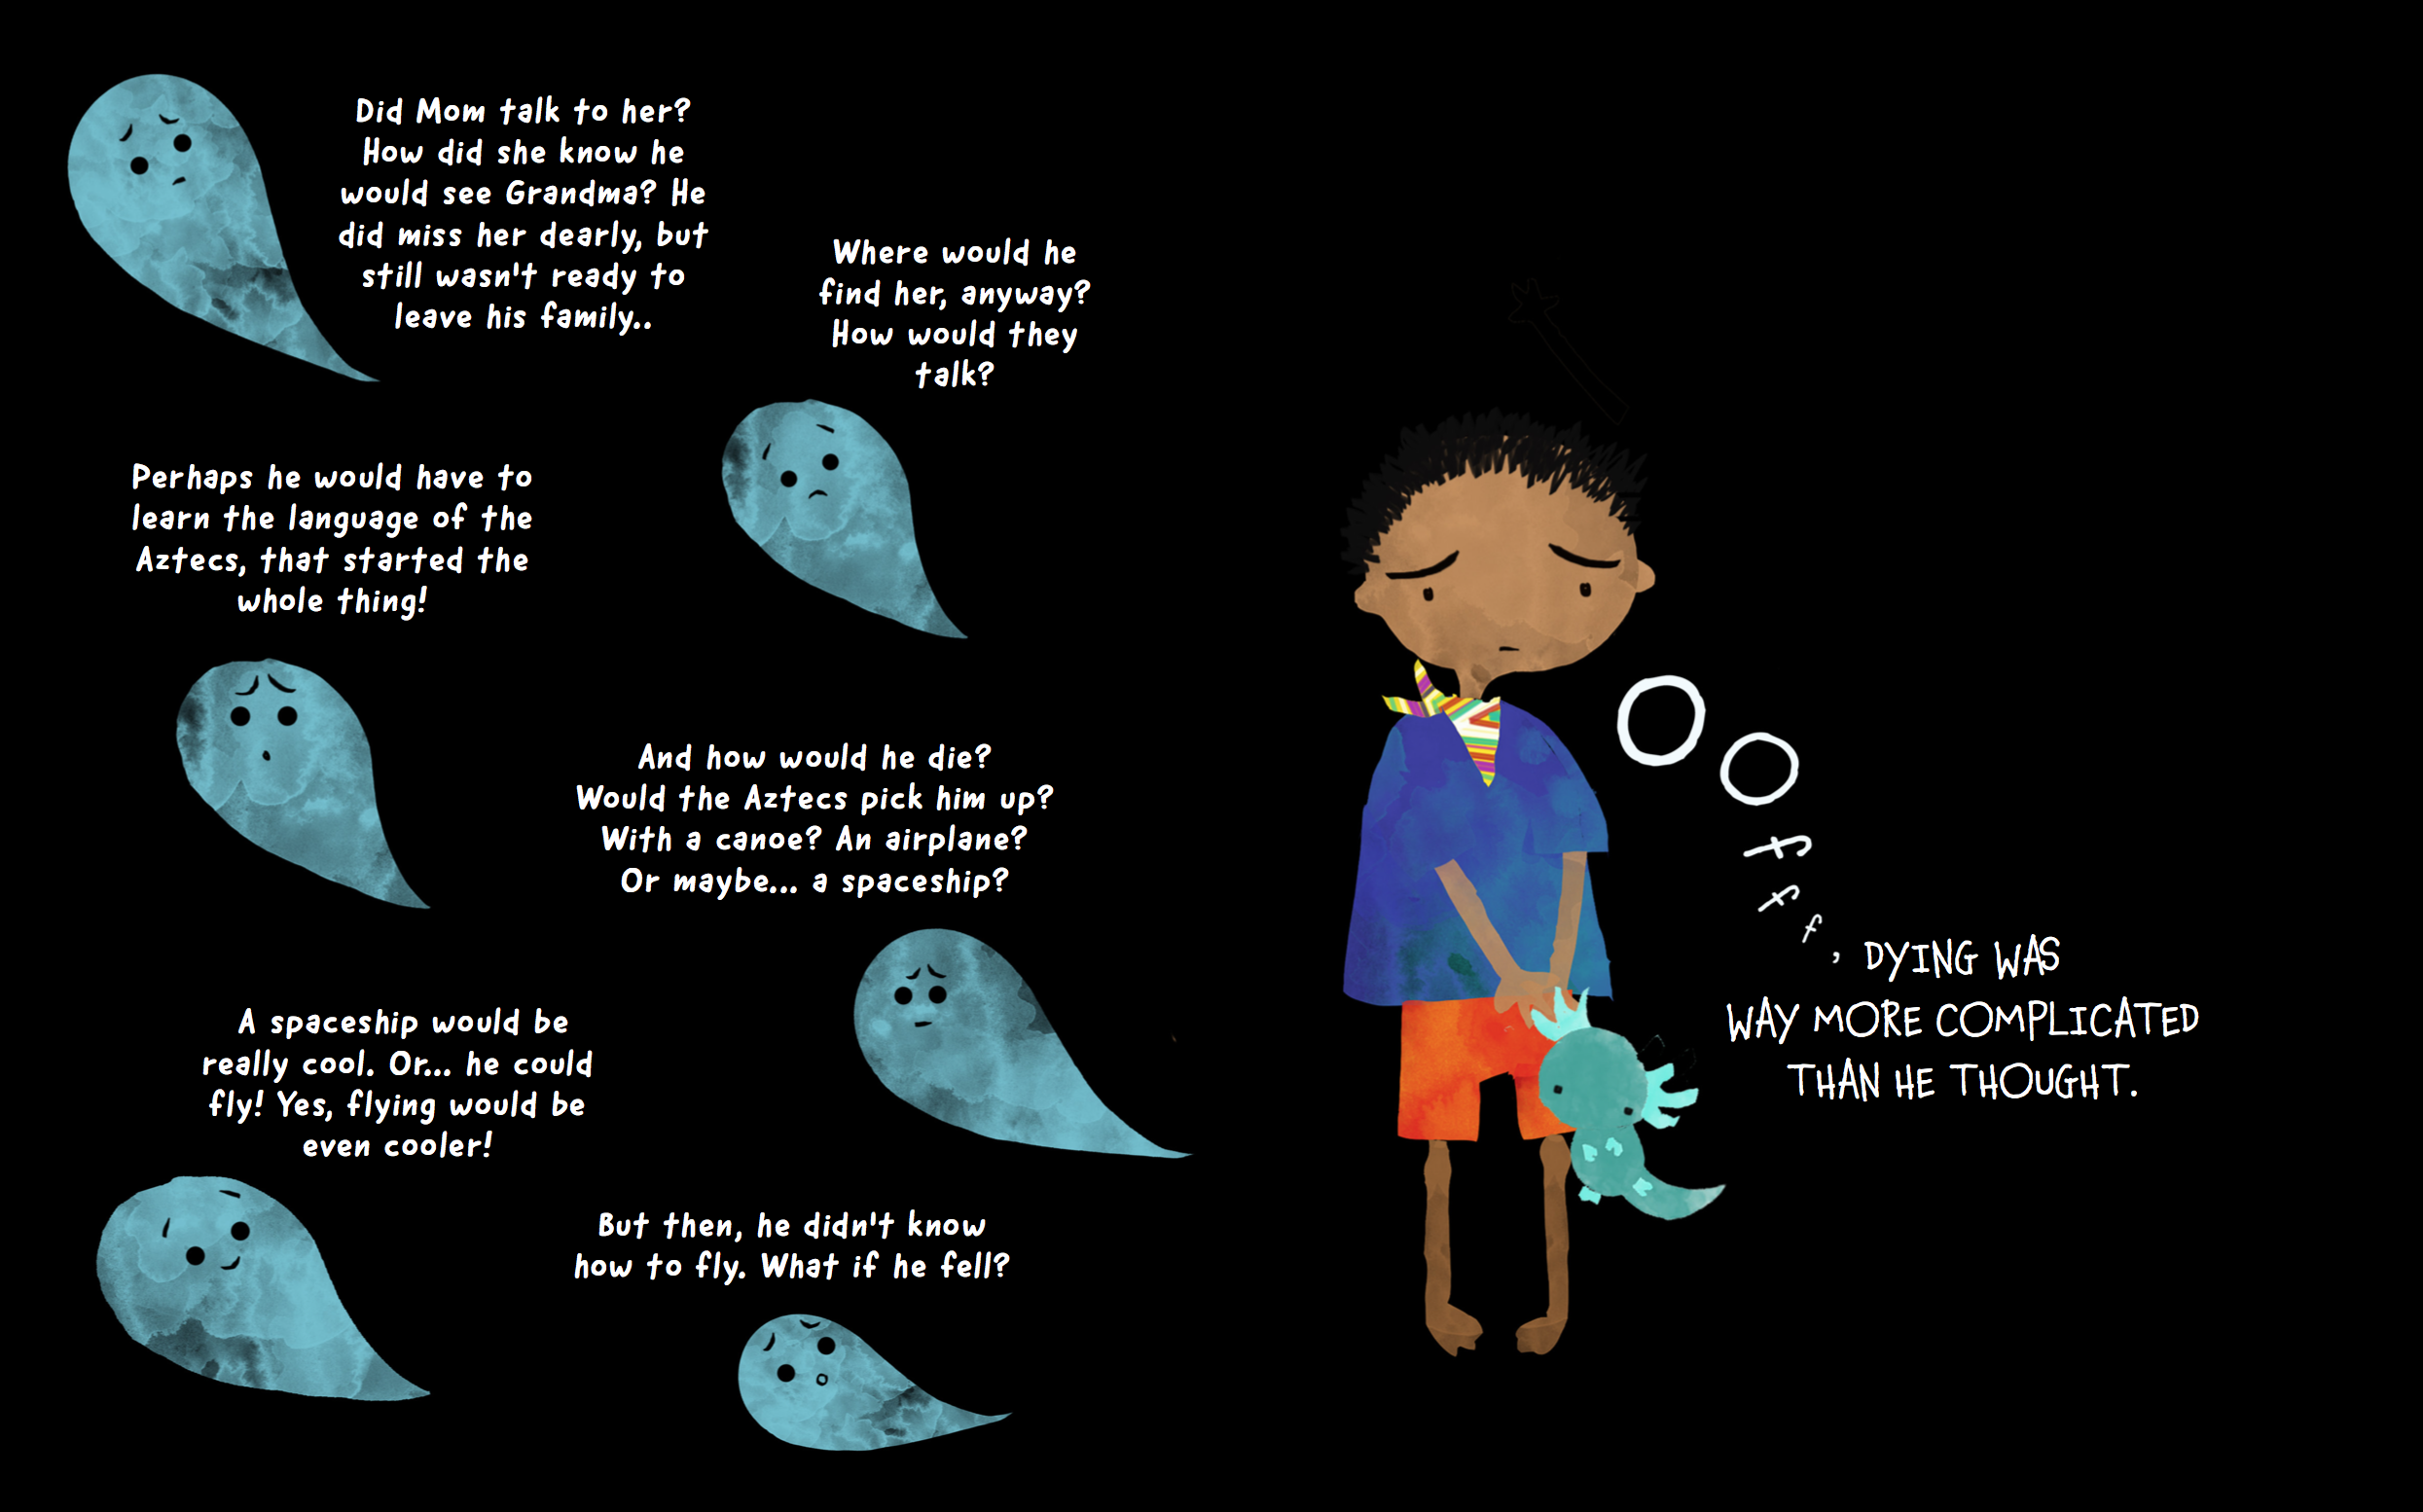 Did Mom talk to her?
How did she know he
would see Grandma? He
did miss her dearly, but
still wasn't ready to
leave his family..
Where would he
find her, anyway?
How would they
talk?
Perhaps he would have to
learn the language of the
Aztecs, that started the
whole thing!
And how would he die?
Would the Aztecs pick him up?
With a canoe? An airplane?
Or maybe... a spaceship?
A spaceship would be
really cool. Or... he could
fly! Yes, flying would be
even cooler!
But then, he didn't know
how to fly. What if he fell?
OOfff, DYING WAS
WAY MORE COMPLICATED
THAN HE THOUGHT.